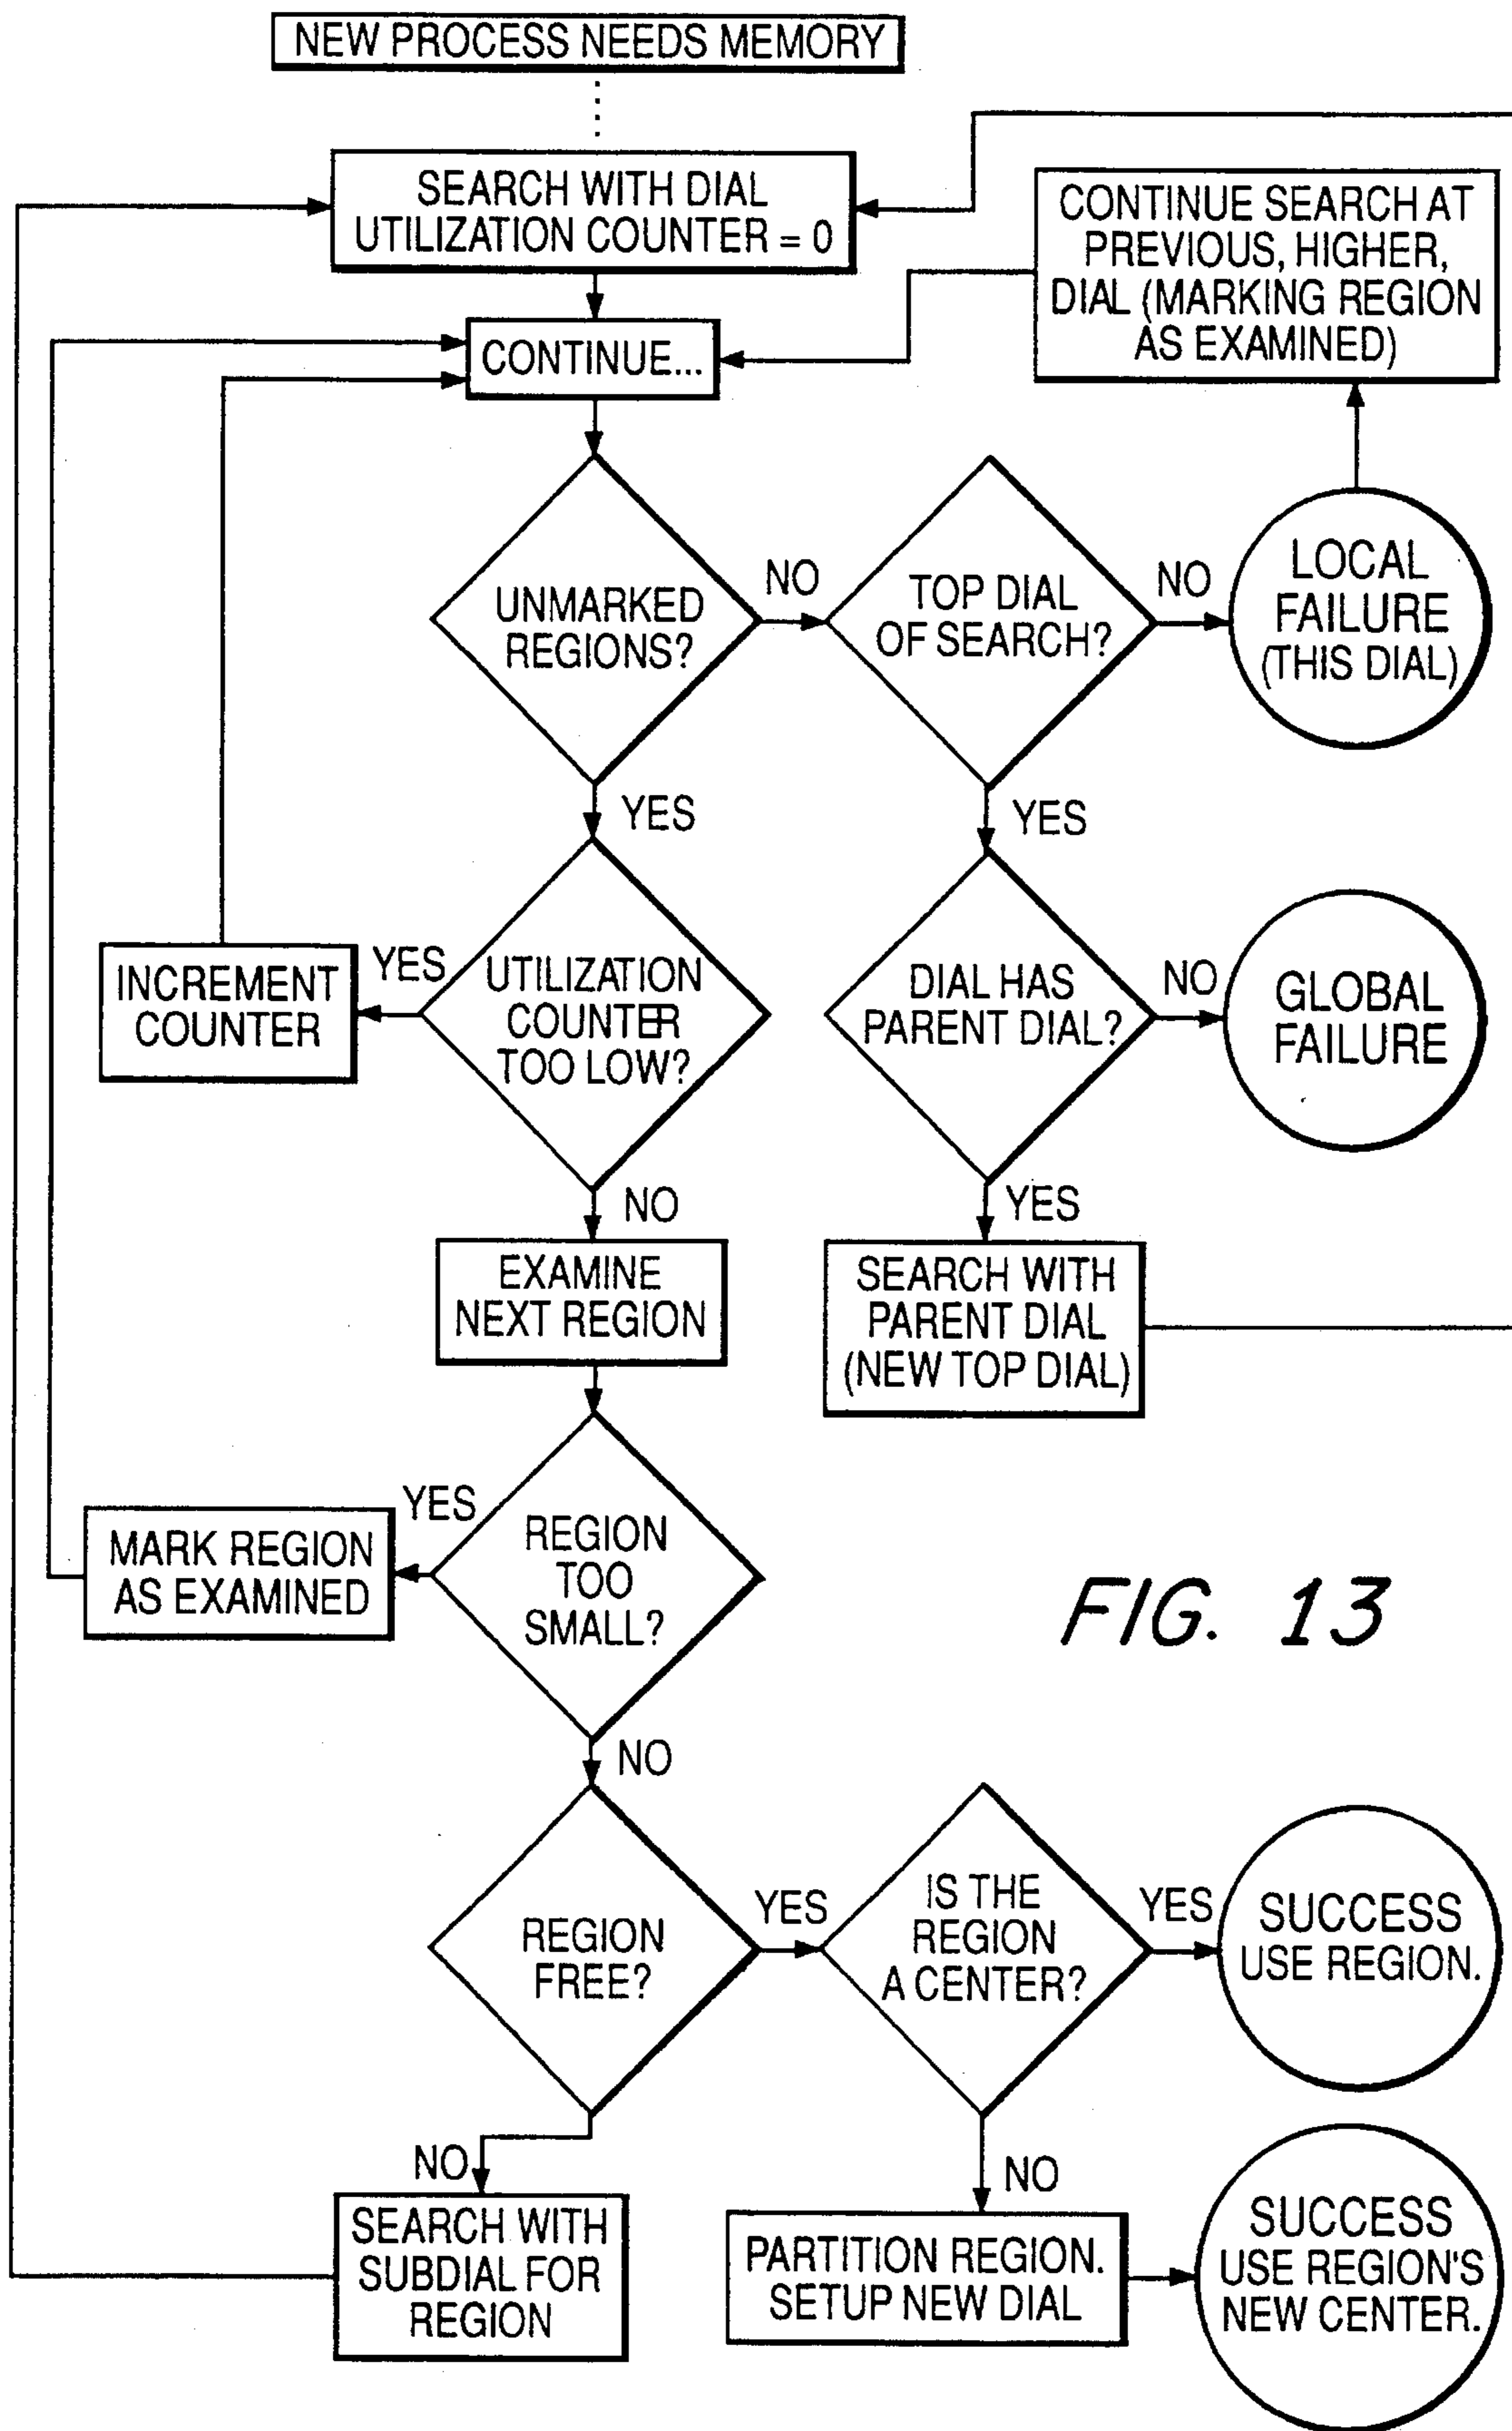 NEW PROCESS NEEDS MEMORY
SEARCH WITH DIAL
UTILIZATION COUNTER = 0
CONTINUE SEARCH AT
PREVIOUS, HIGHER,
DIAL (MARKING REGION
AS EXAMINED)
CONTINUE...
UNMARKED
REGIONS?
NO
TOP DIAL
OF SEARCH?
NO
LOCAL
FAILURE
(THIS DIAL)
YES
YES
INCREMENT
COUNTER
YES
UTILIZATION
COUNTER
TOO LOW?
DIAL HAS
PARENT DIAL?
NO
GLOBAL
FAILURE
NO
YES
EXAMINE
NEXT REGION
SEARCH WITH
PARENT DIAL
(NEW TOP DIAL)
MARK REGION
AS EXAMINED
YES
REGION
TOO
SMALL?
FIG. 13
NO
REGION
FREE?
YES
IS THE
REGION
A CENTER?
YES
SUCCESS
USE REGION.
NO
NO
SEARCH WITH
SUBDIAL FOR
REGION
PARTITION REGION.
SETUP NEW DIAL
SUCCESS
USE REGION'S
NEW CENTER.